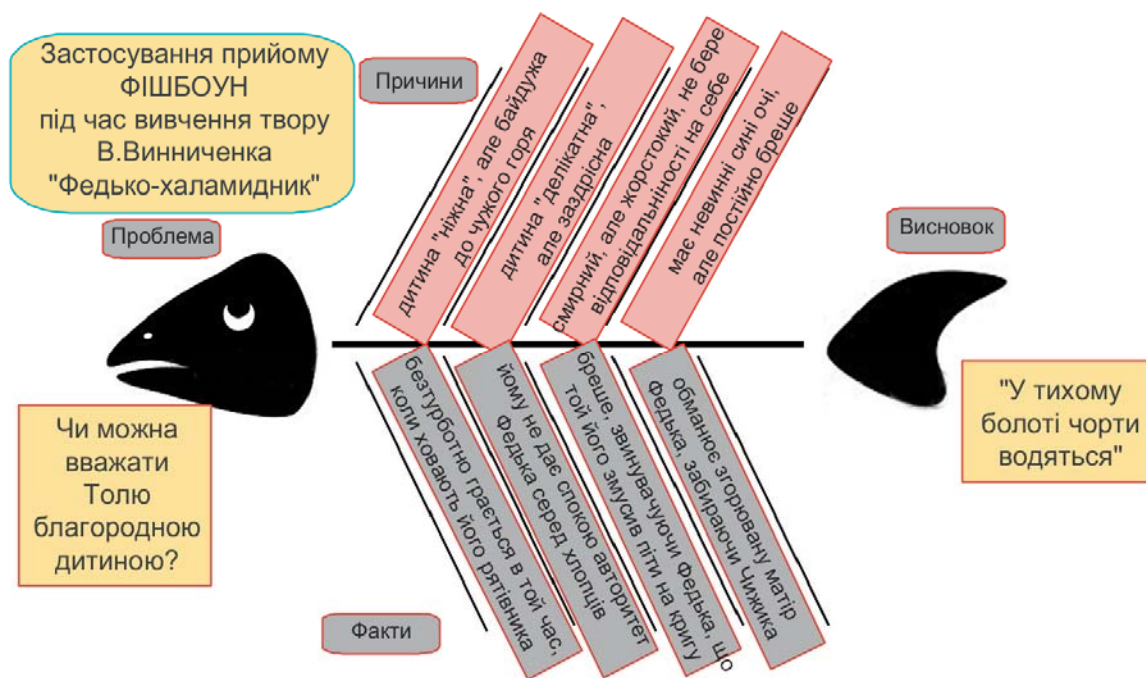 Застосування прийому
ФІШБОУН
під час вивчення твору
В.Винниченка
"Федько-халамидник"
Причини
дитина "ніжна", але байдужа
до чужого горя
дитина "делікатна",
але заздрісна
смирний, але жорстокий, не бере
відповідальніності на себе
має невинні сині очі,
але постійно бреше
Проблема
Висновок
Чи можна
вважати
Толю
благородною
дитиною?
безтурботно грається в той час,
коли ховають його рятівника
йому не дає спокою авторитет
Федька серед хлопців
бреше, звинувачуючи Федька, що
той його змусив піти на кригу
обманює згорьовану матір
Федька, забираючи Чижика
"У тихому
болоті чорти
водяться"
Факти